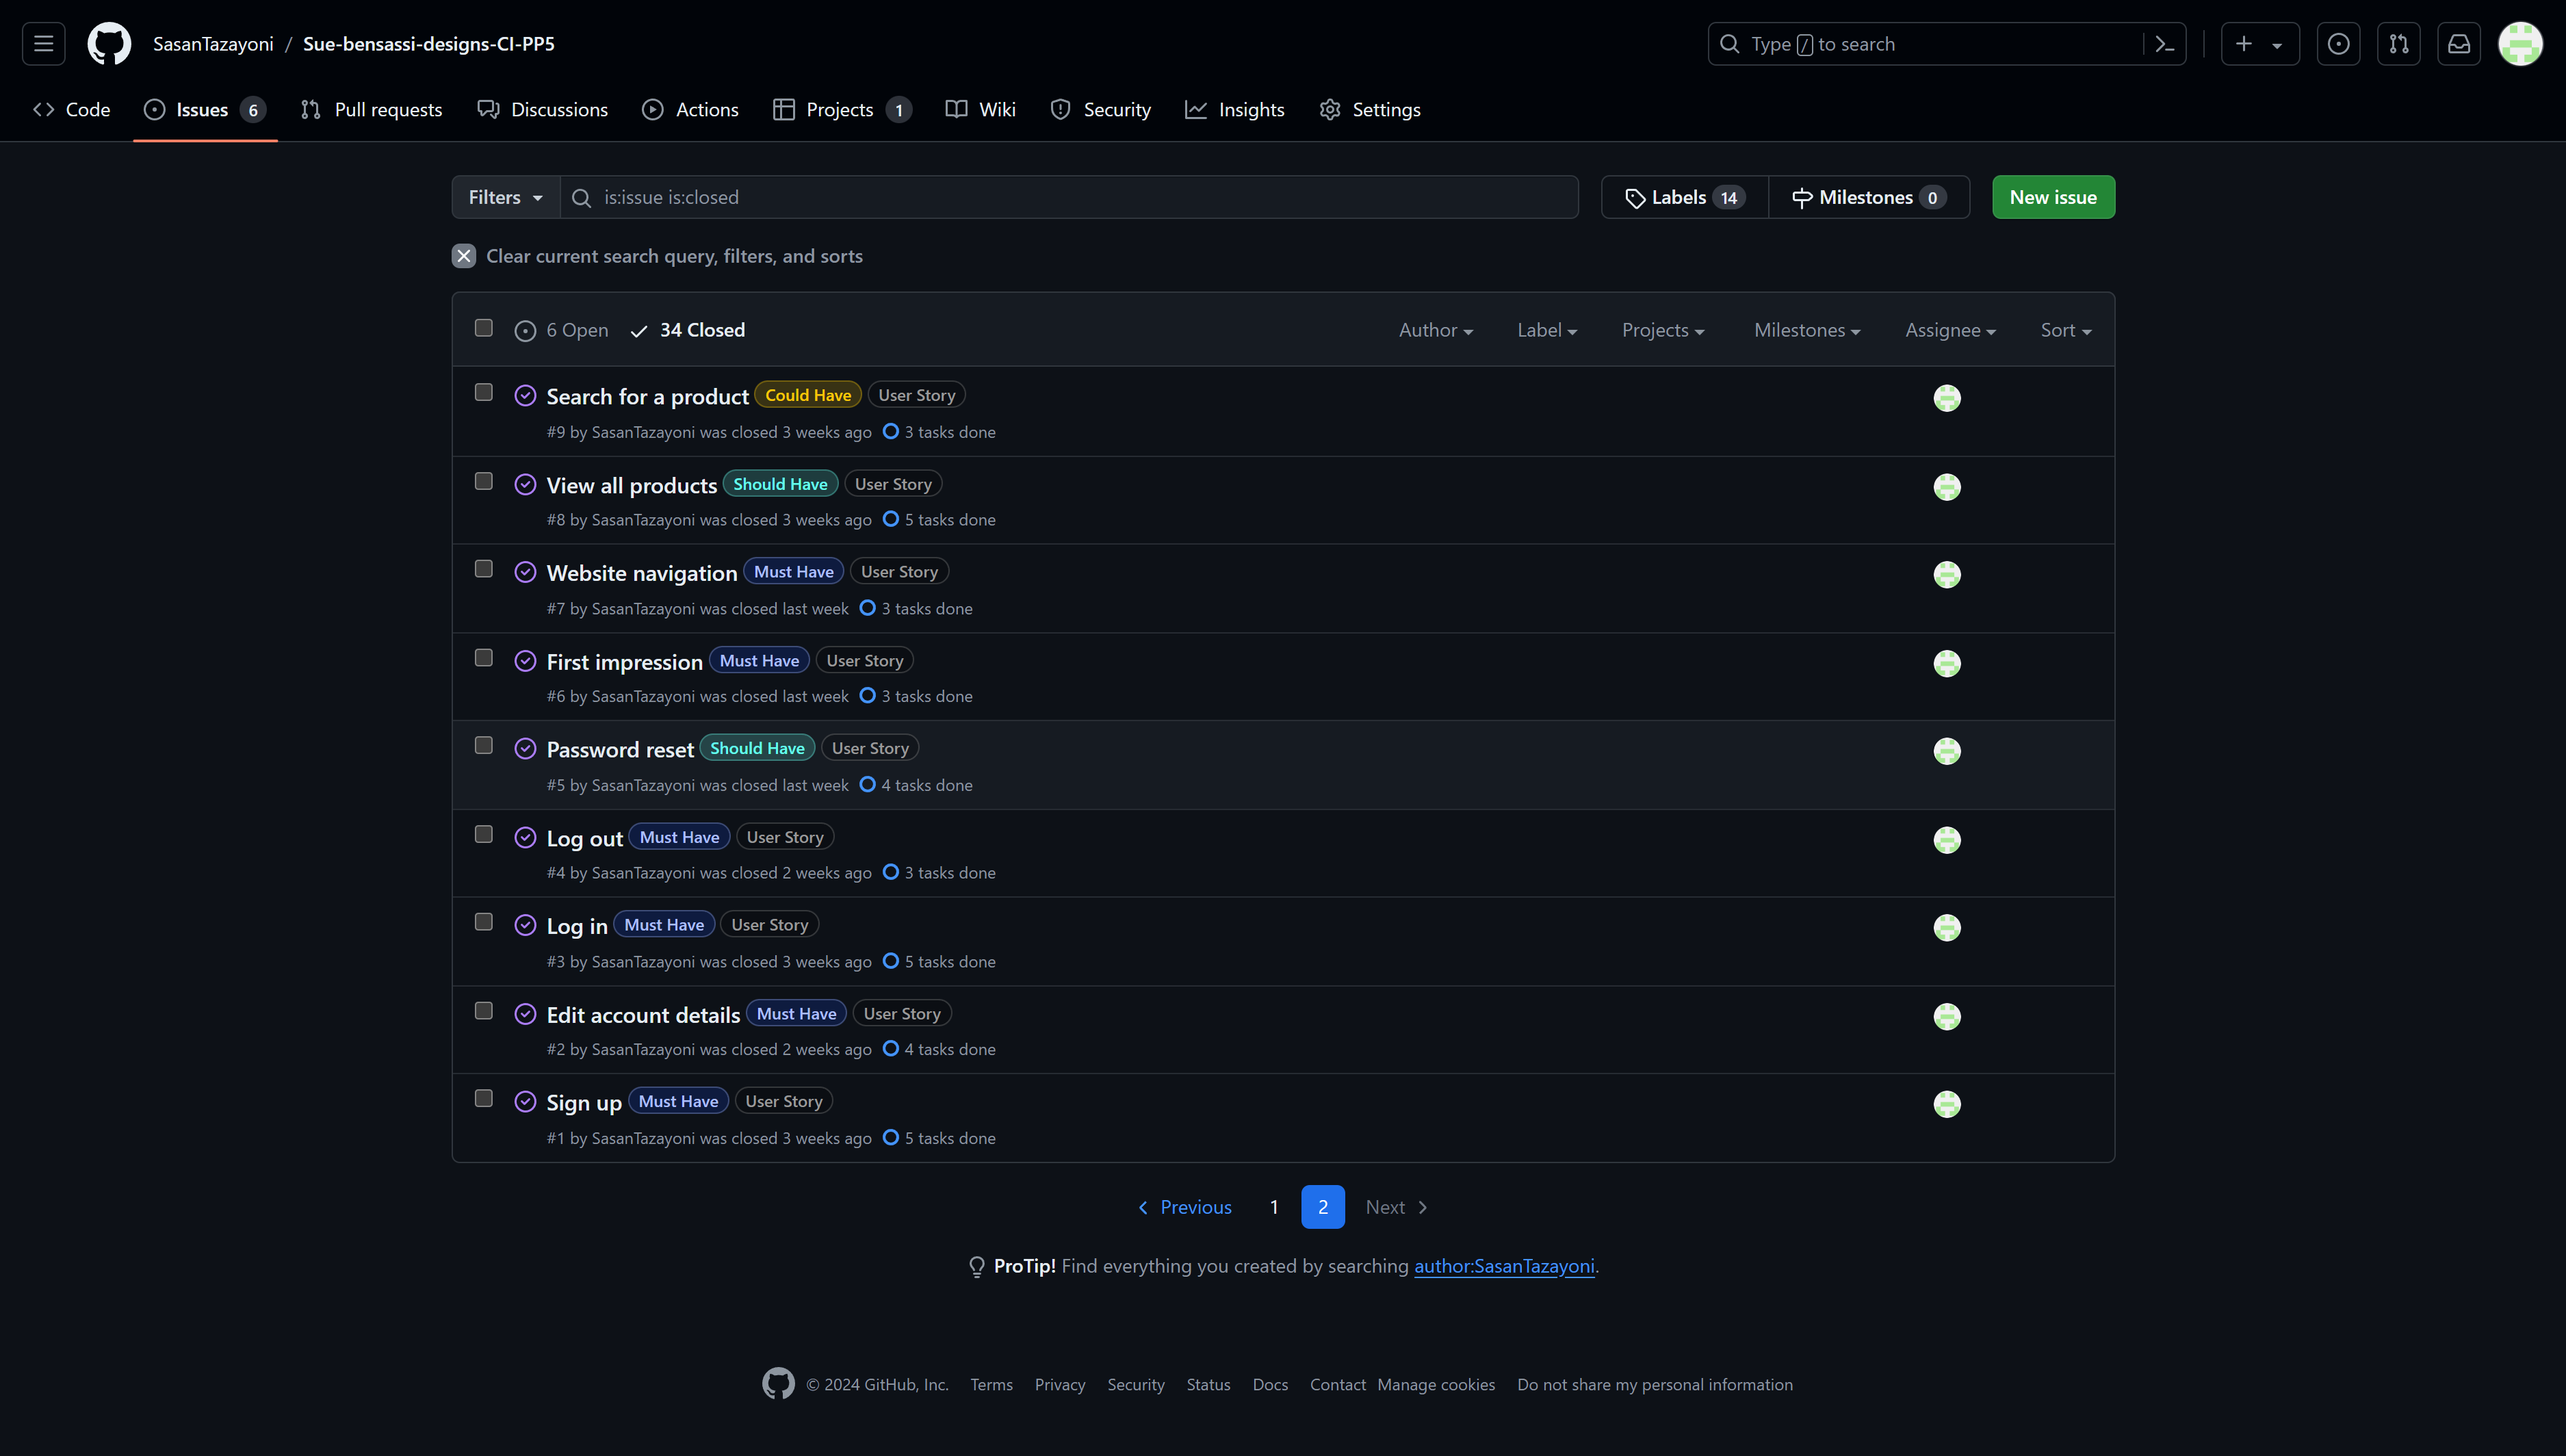 SasanTazayoni / Sue-bensassi-designs-CI-PP5 Type / to search
Code Issues 6 Pull requests Discussions Actions Projects 1 Wiki Security Insights Settings
Filters is:issue is:closed Labels 14 Milestones 0 New issue
Clear current search query, filters, and sorts
6 Open 34 Closed Author Label Projects Milestones Assignee Sort
Search for a product Could Have User Story
#9 by SasanTazayoni was closed 3 weeks ago 3 tasks done
View all products Should Have User Story
#8 by SasanTazayoni was closed 3 weeks ago 5 tasks done
Website navigation Must Have User Story
#7 by SasanTazayoni was closed last week 3 tasks done
First impression Must Have User Story
#6 by SasanTazayoni was closed last week 3 tasks done
Password reset Should Have User Story
#5 by SasanTazayoni was closed last week 4 tasks done
Log out Must Have User Story
#4 by SasanTazayoni was closed 2 weeks ago 3 tasks done
Log in Must Have User Story
#3 by SasanTazayoni was closed 3 weeks ago 5 tasks done
Edit account details Must Have User Story
#2 by SasanTazayoni was closed 2 weeks ago 4 tasks done
Sign up Must Have User Story
#1 by SasanTazayoni was closed 3 weeks ago 5 tasks done
Previous 1 2 Next
ProTip! Find everything you created by searching author:SasanTazayoni.
© 2024 GitHub, Inc. Terms Privacy Security Status Docs Contact Manage cookies Do not share my personal information